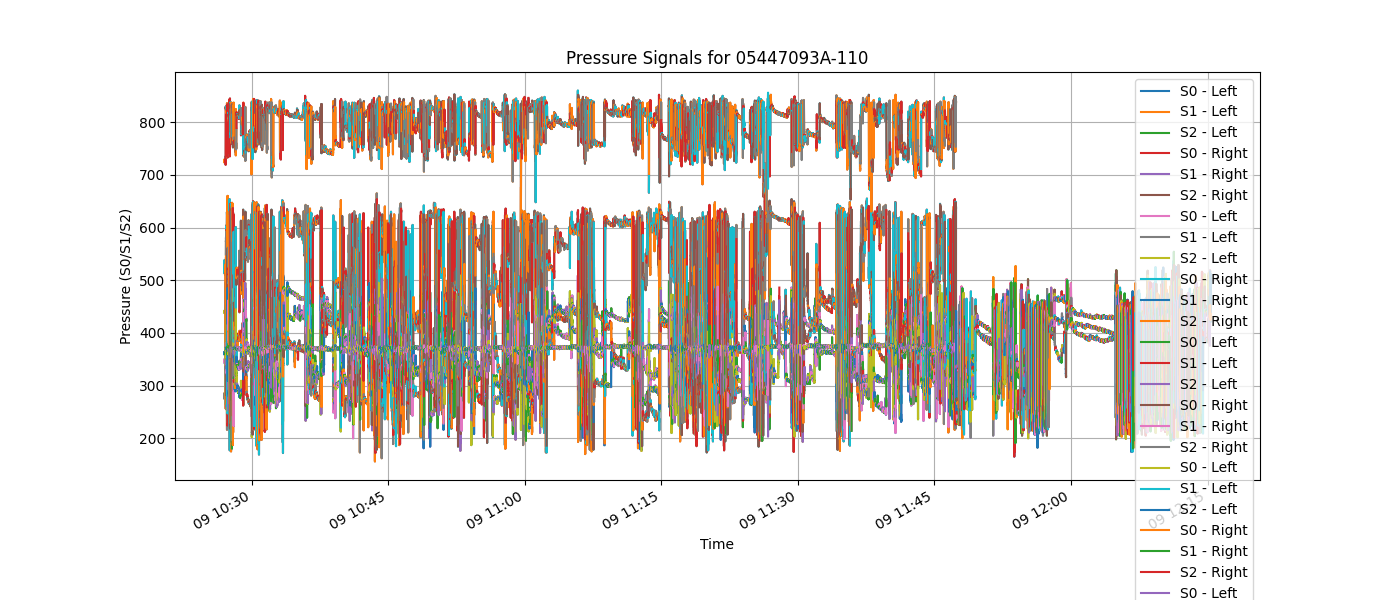 Pressure Signals for 05447093A-110
Pressure (S0/S1/S2)
800
700
600
500
400
300
200
09 10:30
09 10:45
09 11:00
09 11:15
09 11:30
09 11:45
09 12:00
09 12:15
Time
S0 - Left
S1 - Left
S2 - Left
S0 - Right
S1 - Right
S2 - Right
S0 - Left
S1 - Left
S2 - Left
S0 - Right
S1 - Right
S2 - Right
S0 - Left
S1 - Left
S2 - Left
S0 - Right
S1 - Right
S2 - Right
S0 - Left
S1 - Left
S2 - Left
S0 - Right
S1 - Right
S2 - Right
S0 - Left